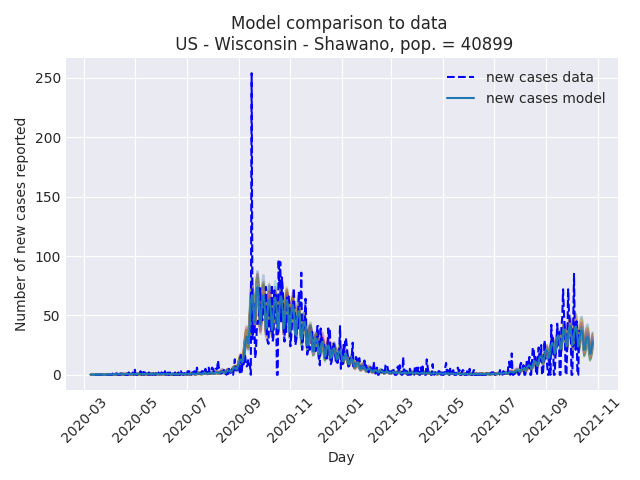 Model comparison to data
US - Wisconsin - Shawano, pop. = 40899
new cases data
new cases model
Number of new cases reported
250
200
150
100
50
0
2020-03
2020-05
2020-07
2020-09
2020-11
2021-01
2021-03
2021-05
2021-07
2021-09
2021-11
Day